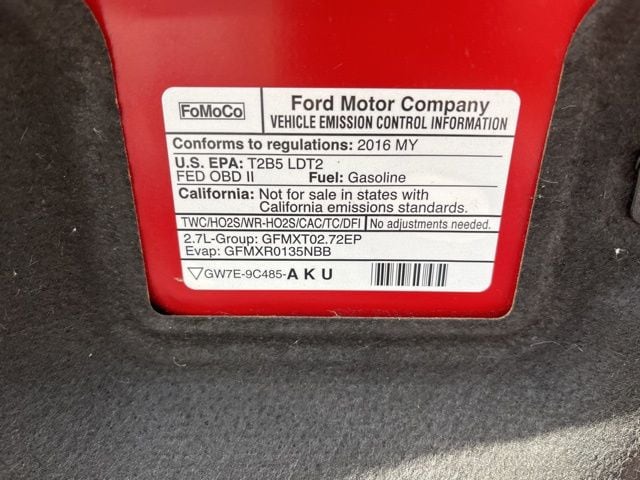 FoMoCo
Ford Motor Company
VEHICLE EMISSION CONTROL INFORMATION
Conforms to regulations: 2016 MY
U.S. EPA: T2B5 LDT2
FED OBD II Fuel: Gasoline
California: Not for sale in states with
California emissions standards.
TWC/HO2S/WR-HO2S/CAC/TC/DFI No adjustments needed.
2.7L-Group: GFMXT02.72EP
Evap: GFMXR0135NBB
GW7E-9C485-A K U